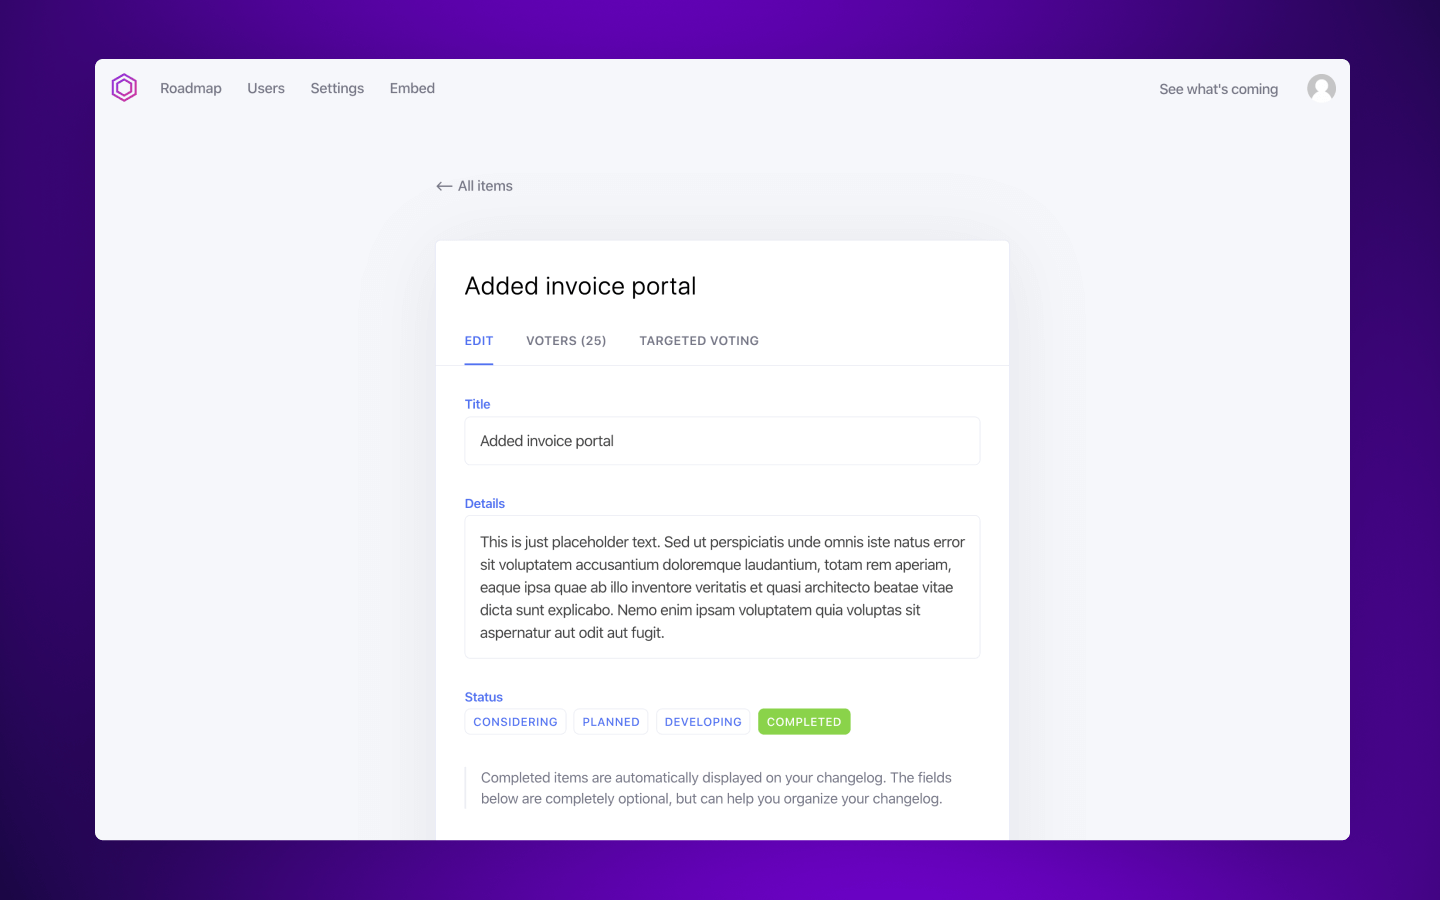 Roadmap Users Settings Embed See what's coming
All items
Added invoice portal
EDIT VOTERS (25) TARGETED VOTING
Title
Added invoice portal
Details
This is just placeholder text. Sed ut perspiciatis unde omnis iste natus error
sit voluptatem accusantium doloremque laudantium, totam rem aperiam,
eaque ipsa quae ab illo inventore veritatis et quasi architecto beatae vitae
dicta sunt explicabo. Nemo enim ipsam voluptatem quia voluptas sit
aspernatur aut odit aut fugit.
Status
CONSIDERING PLANNED DEVELOPING COMPLETED
Completed items are automatically displayed on your changelog. The fields
below are completely optional, but can help you organize your changelog.